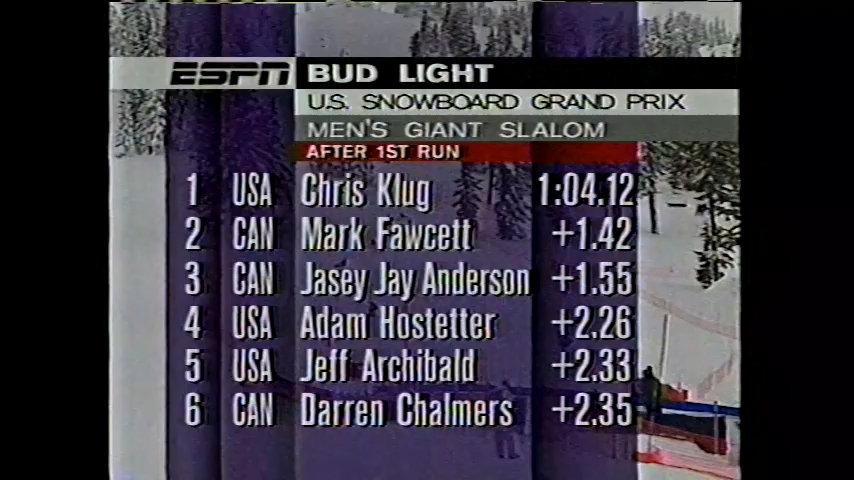 ESPN BUD LIGHT
U.S. SNOWBOARD GRAND PRIX
MEN'S GIANT SLALOM
AFTER 1ST RUN
1 USA Chris Klug 1:04.12
2 CAN Mark Fawcett +1.42
3 CAN Jasey Jay Anderson +1.55
4 USA Adam Hostetter +2.26
5 USA Jeff Archibald +2.33
6 CAN Darren Chalmers +2.35